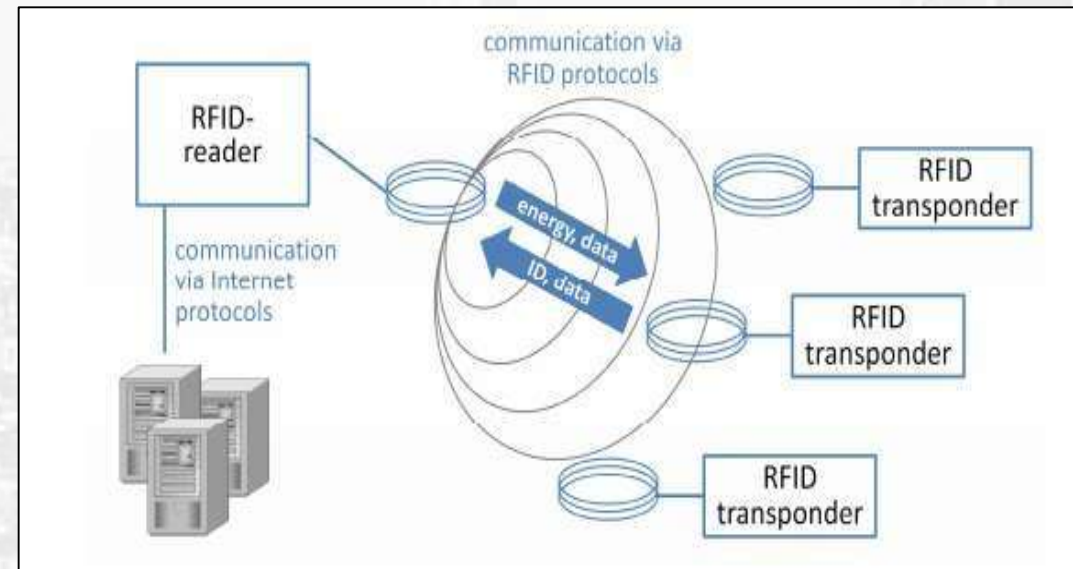 communication via
RFID protocols
RFID-
reader
energy, data
ID, data
RFID
transponder
communication
via Internet
protocols
RFID
transponder
RFID
transponder